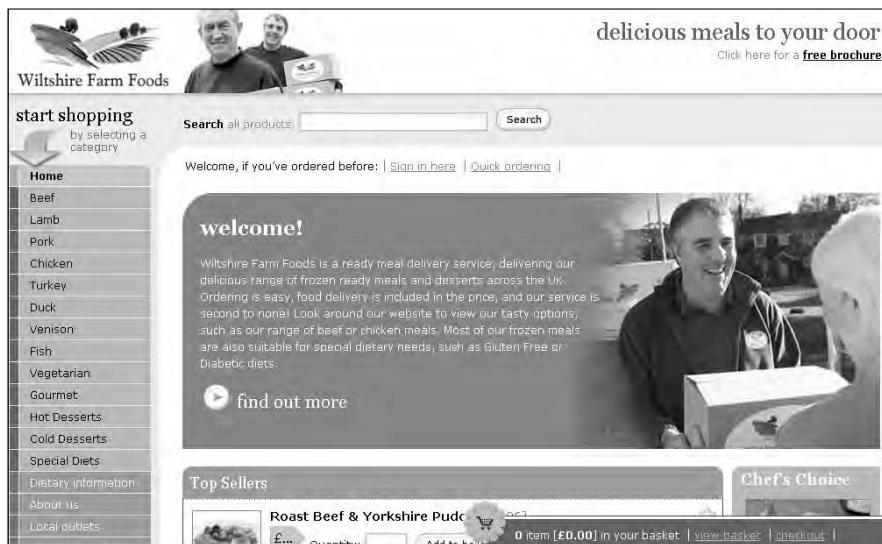 delicious meals to your door
Click here for a free brochure
Wiltshire Farm Foods
start shopping
by selecting a
category
Search all products: Search
Welcome, if you've ordered before: | Sign in here | Quick ordering |
Home
Beef
Lamb
Pork
Chicken
Turkey
Duck
Venison
Fish
Vegetarian
Gourmet
Hot Desserts
Cold Desserts
Special Diets
Dietary information
About us
Local outlets
welcome!
Wiltshire Farm Foods is a ready meal delivery service, delivering our
delicious range of frozen ready meals and desserts across the UK.
Ordering is easy, food delivery is included in the price, and our service is
second to none! Look around our website to view our tasty options,
such as our range of beef or chicken meals. Most of our frozen meals
are also suitable for special dietary needs, such as Gluten Free or
Diabetic diets.
find out more
Top Sellers
Chef's Choice
Roast Beef & Yorkshire
£... Quantity: Add to
0 item [£0.00] in your basket | view basket | checkout |